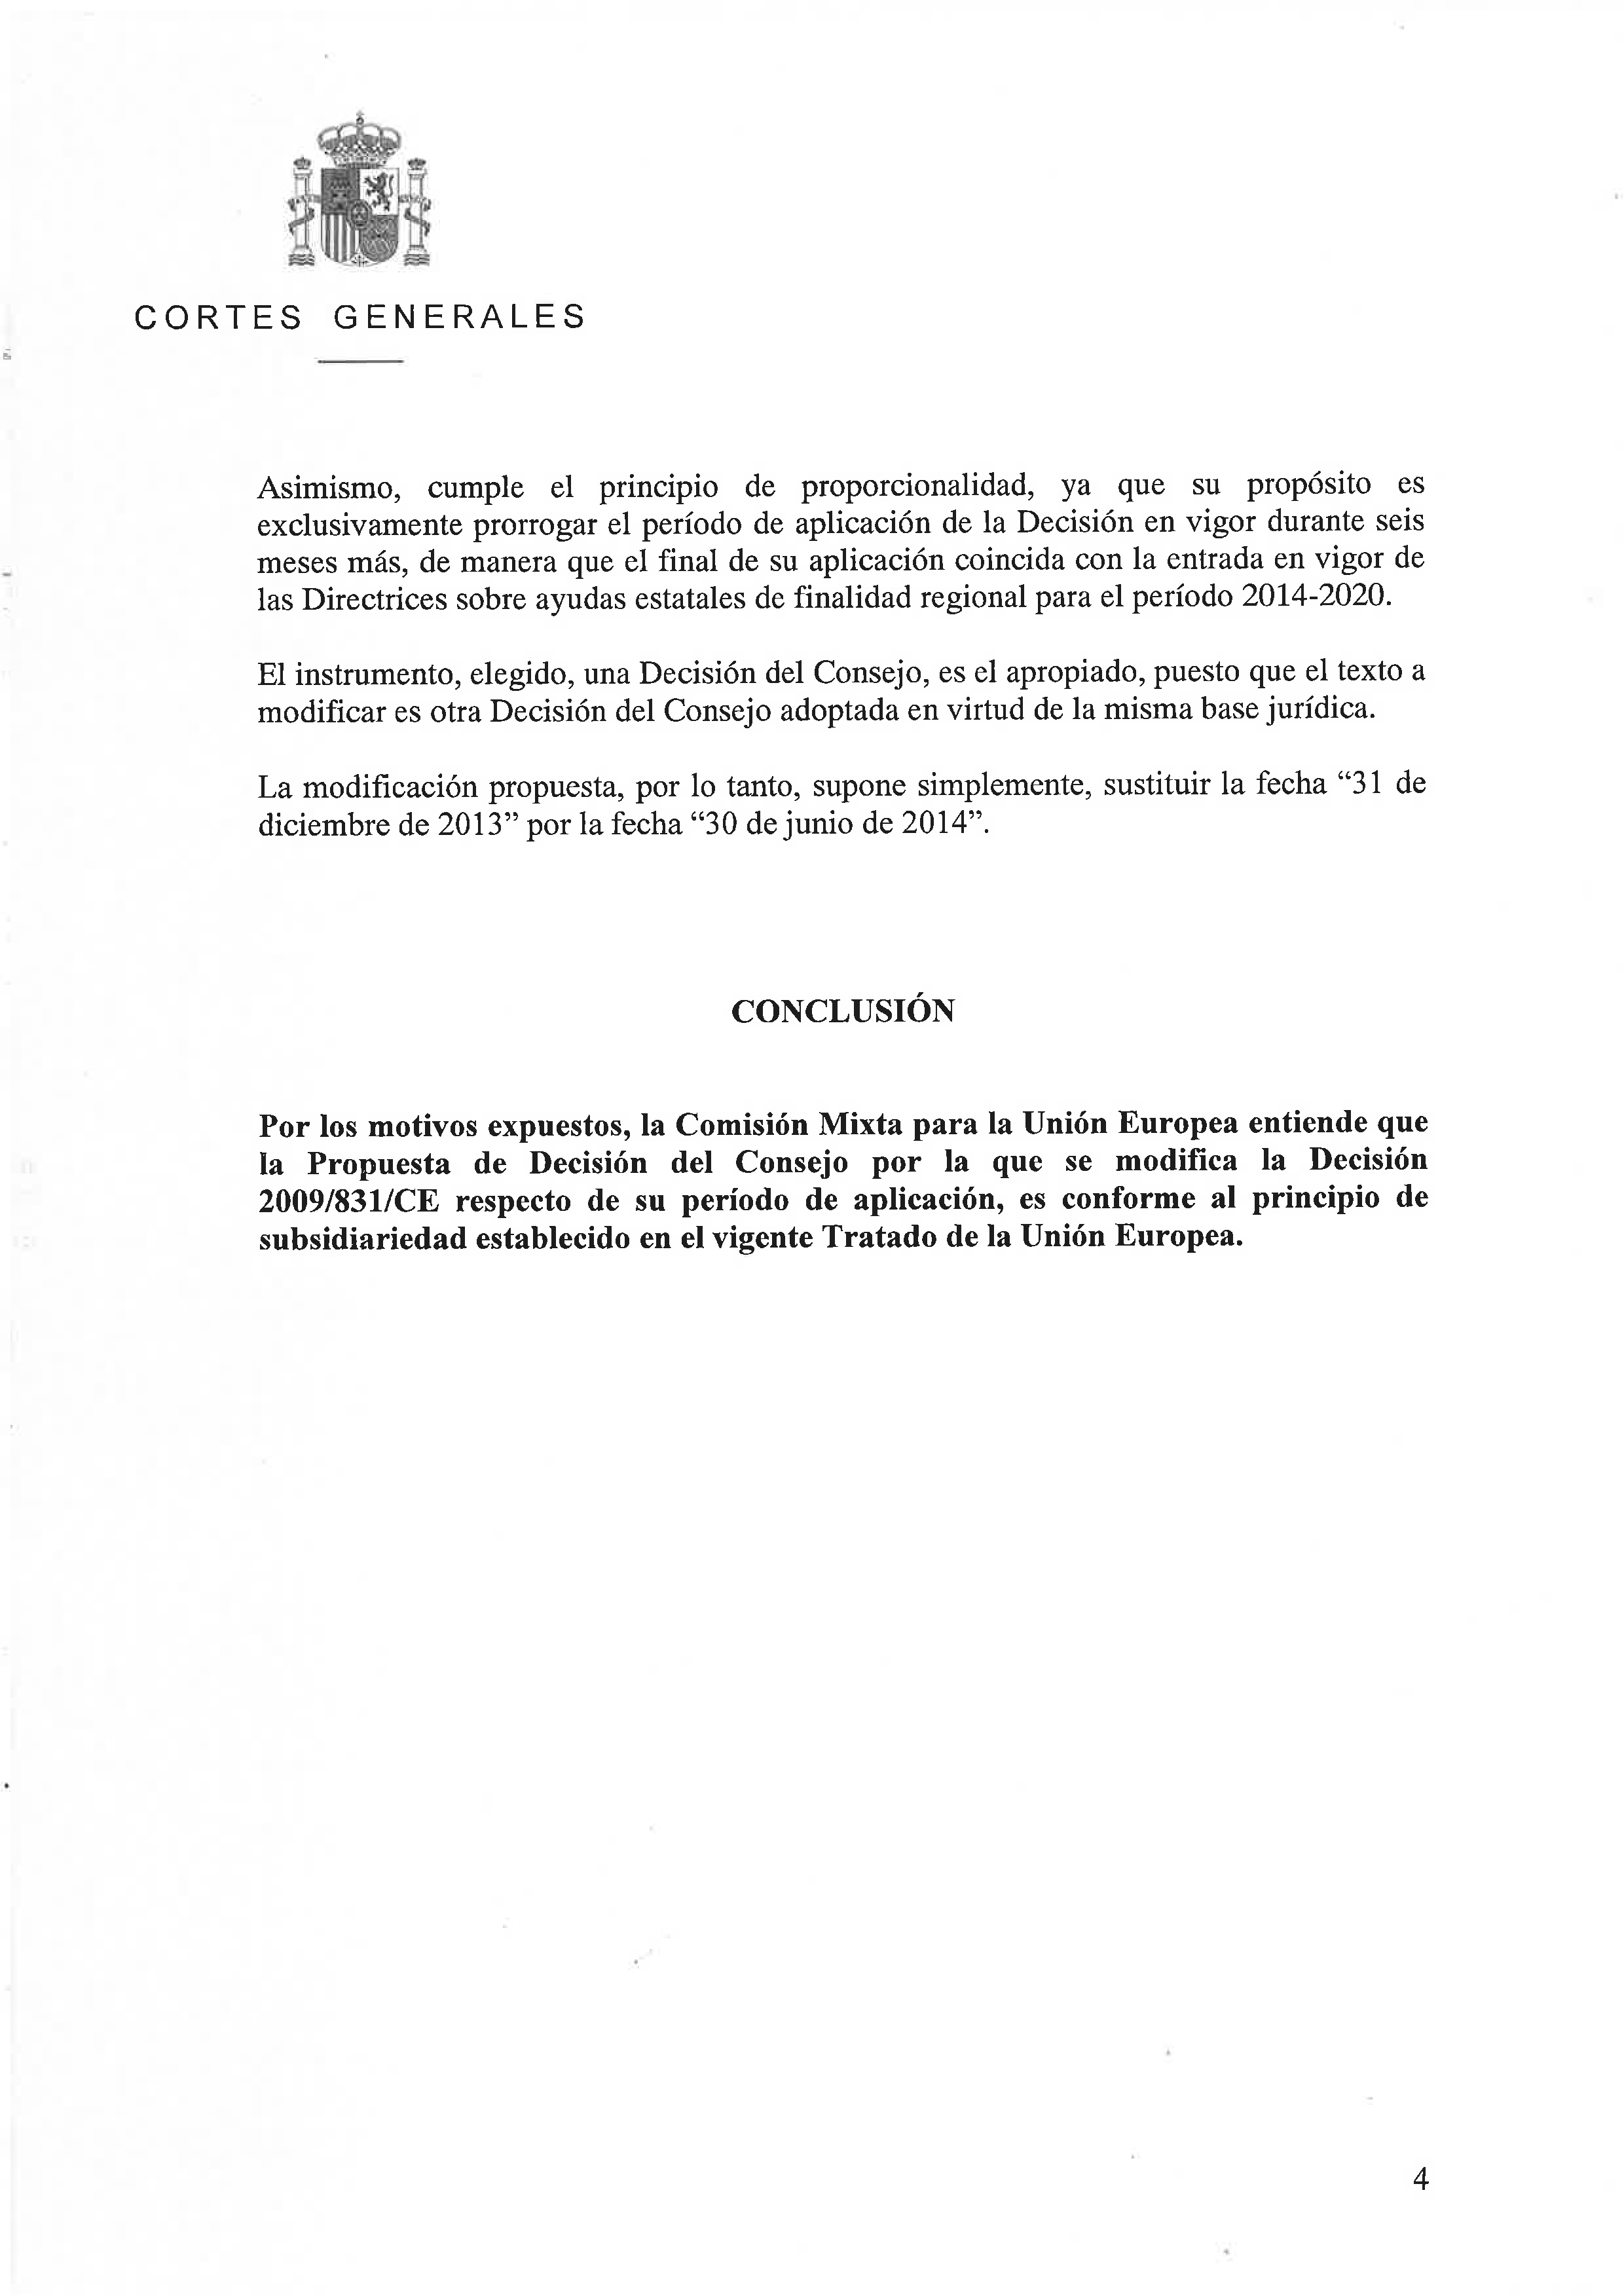 CORTES GENERALES
Asimismo, cumple el principio de proporcionalidad, ya que su propósito es
exclusivamente prorrogar el período de aplicación de la Decisión en vigor durante seis
meses más, de manera que el final de su aplicación coincida con la entrada en vigor de
las Directrices sobre ayudas estatales de finalidad regional para el período 2014-2020.
El instrumento, elegido, una Decisión del Consejo, es el apropiado, puesto que el texto a
modificar es otra Decisión del Consejo adoptada en virtud de la misma base jurídica.
La modificación propuesta, por lo tanto, supone simplemente, sustituir la fecha “31 de
diciembre de 2013” por la fecha “30 de junio de 2014”.
CONCLUSIÓN
Por los motivos expuestos, la Comisión Mixta para la Unión Europea entiende que
la Propuesta de Decisión del Consejo por la que se modifica la Decisión
2009/831/CE respecto de su período de aplicación, es conforme al principio de
subsidiariedad establecido en el vigente Tratado de la Unión Europea.
4